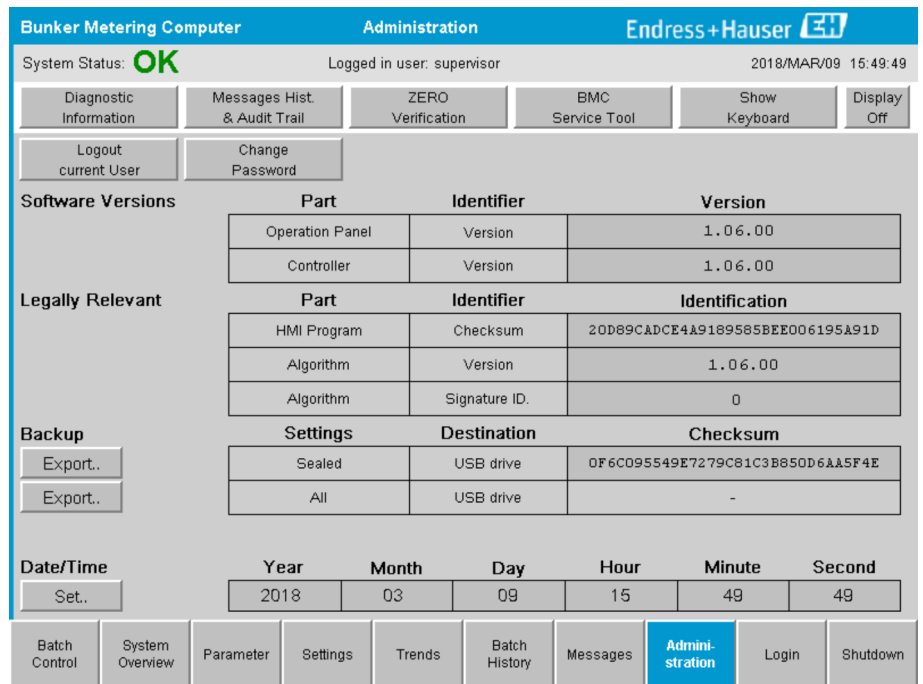 Bunker Metering Computer Administration Endress+Hauser EH
System Status: OK Logged in user: supervisor 2018/MAR/09 15:49:49
Diagnostic Information
Messages Hist. & Audit Trail
ZERO Verification
BMC Service Tool
Show Keyboard
Display Off
Logout current User
Change Password
Software Versions Part Identifier Version
Operation Panel Version 1.06.00
Controller Version 1.06.00
Legally Relevant Part Identifier Identification
HMI Program Checksum 20D89CADCE4A9189585BEE006195A91D
Algorithm Version 1.06.00
Algorithm Signature ID. 0
Backup Settings Destination Checksum
Export.. Sealed USB drive 0F6C095549E7279C81C3B850D6AA5F4E
Export.. All USB drive -
Date/Time Year Month Day Hour Minute Second
Set.. 2018 03 09 15 49 49
Batch Control
System Overview
Parameter
Settings
Trends
Batch History
Messages
Admini-
stration
Login
Shutdown